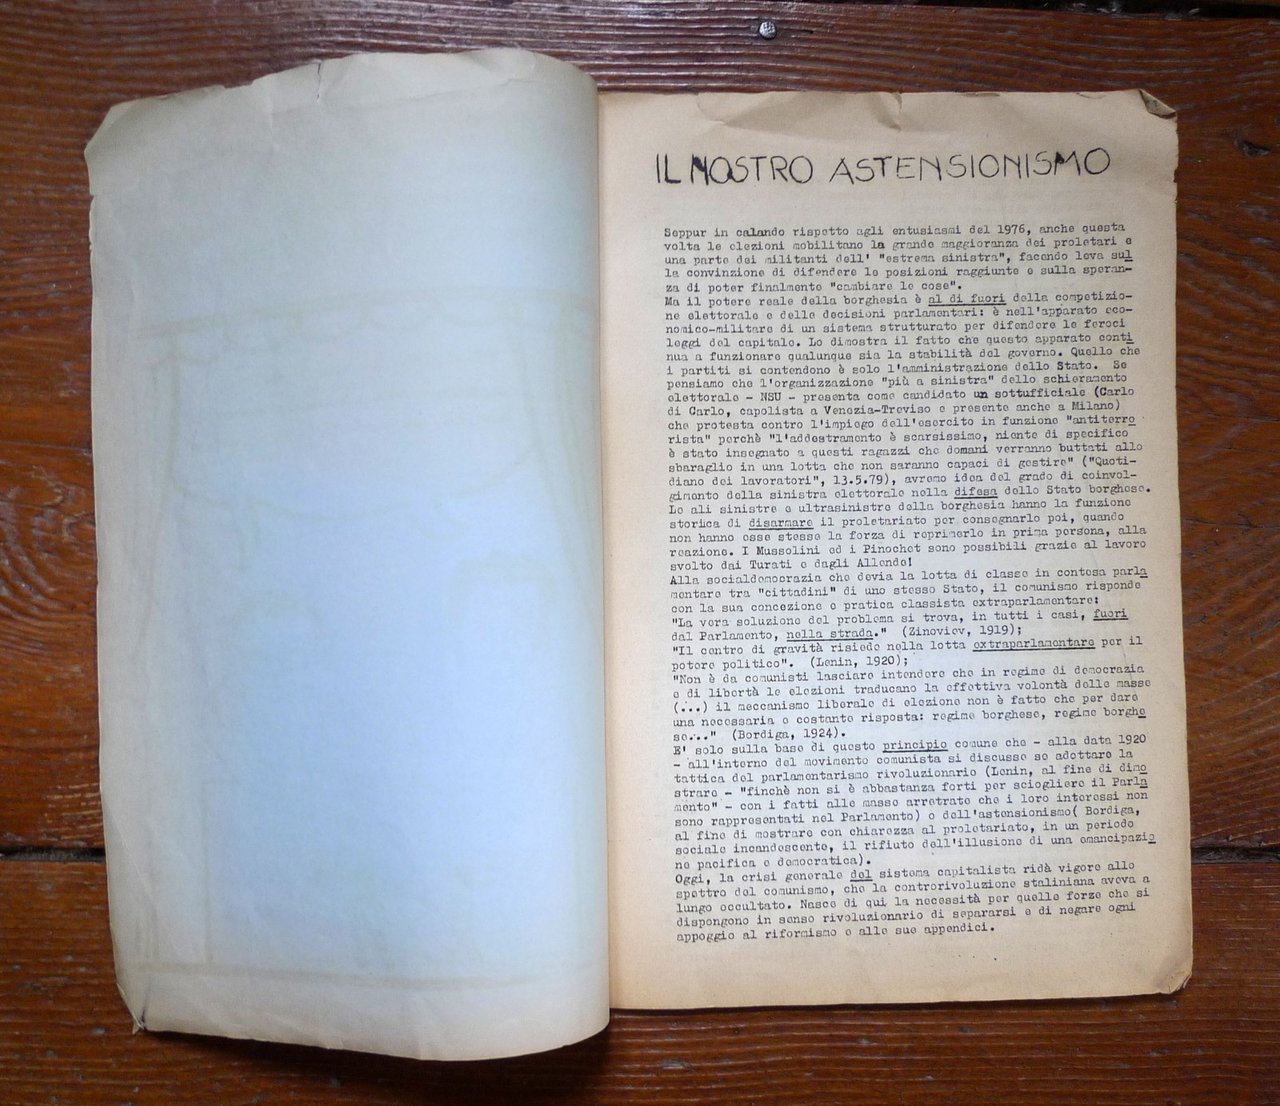 IL NOSTRO ASTENSIONISMO
Seppur in calando rispetto agli entusiasmi del 1976, anche questa
volta le elezioni mobilitano la grande maggioranza dei proletari e
una parte dei militanti dell' "estrema sinistra", facendo leva sul
la convinzione di difendere le posizioni raggiunte e sulla speran-
za di poter finalmente "cambiare le cose".
Ma il potere reale della borghesia è al di fuori della competizio-
ne elettorale e delle decisioni parlamentari: è nell'apparato eco-
nomico-militare di un sistema strutturato per difendere le feroci
leggi del capitale. Lo dimostra il fatto che questo apparato conti
nua a funzionare qualunque sia la stabilità del governo. Quello che
i partiti si contendono è solo l'amministrazione dello Stato. Se
pensiamo che l'organizzazione "più a sinistra" dello schieramento
elettorale - NSU - presenta come candidato un sottufficiale (Carlo
di Carlo, capolista a Venezia-Treviso e presente anche a Milano)
che protesta contro l'impiego dell'esercito in funzione "antiterro
rista" perchè "l'addestramento è scarsissimo, niente di specifico
è stato insegnato a questi ragazzi che domani verranno buttati allo
sbaraglio in una lotta che non saranno capaci di gestire" ("Quoti-
diano dei lavoratori", 13.5.79), avremo idea del grado di coinvol-
gimento della sinistra elettorale nella difesa dello Stato borghese.
Le ali sinistre e ultrasinistre della borghesia hanno la funzione
storica di disarmare il proletariato per consegnarlo poi, quando
non hanno esse stesse la forza di reprimerlo in prima persona, alla
reazione. I Mussolini ed i Pinochet sono possibili grazie al lavoro
svolto dai Turati e dagli Allende!
Alla socialdemocrazia che devia la lotta di classe in contesa parla
mentare tra "cittadini" di uno stesso Stato, il comunismo risponde
con la sua concezione e pratica classista extraparlamentare:
"La vera soluzione del problema si trova, in tutti i casi, fuori
dal Parlamento, nella strada." (Zinoviev, 1919);
"Il centro di gravità risiede nella lotta extraparlamentare per il
potere politico". (Lenin, 1920);
"Non è da comunisti lasciare intendere che in regime di democrazia
e di libertà le elezioni traducano la effettiva volontà delle masse
(...) il meccanismo liberale di elezione non è fatto che per dare
una necessaria e costante risposta: regime borghese, regime borghe
se..." (Bordiga, 1924).
E' solo sulla base di questo principio comune che - alla data 1920
- all'interno del movimento comunista si discusse se adottare la
tattica del parlamentarismo rivoluzionario (Lenin, al fine di dimo
strare - "finchè non si è abbastanza forti per sciogliere il Parla
mento" - con i fatti alle masse arretrate che i loro interessi non
sono rappresentati nel Parlamento) o dell'astensionismo( Bordiga,
al fine di mostrare con chiarezza al proletariato, in un periodo
sociale incandescente, il rifiuto dell'illusione di una emancipazio
ne pacifica e democratica).
Oggi, la crisi generale del sistema capitalista ridà vigore allo
spettro del comunismo, che la controrivoluzione staliniana aveva a
lungo occultato. Nasce di qui la necessità per quelle forze che si
dispongono in senso rivoluzionario di separarsi e di negare ogni
appoggio al riformismo e alle sue appendici.